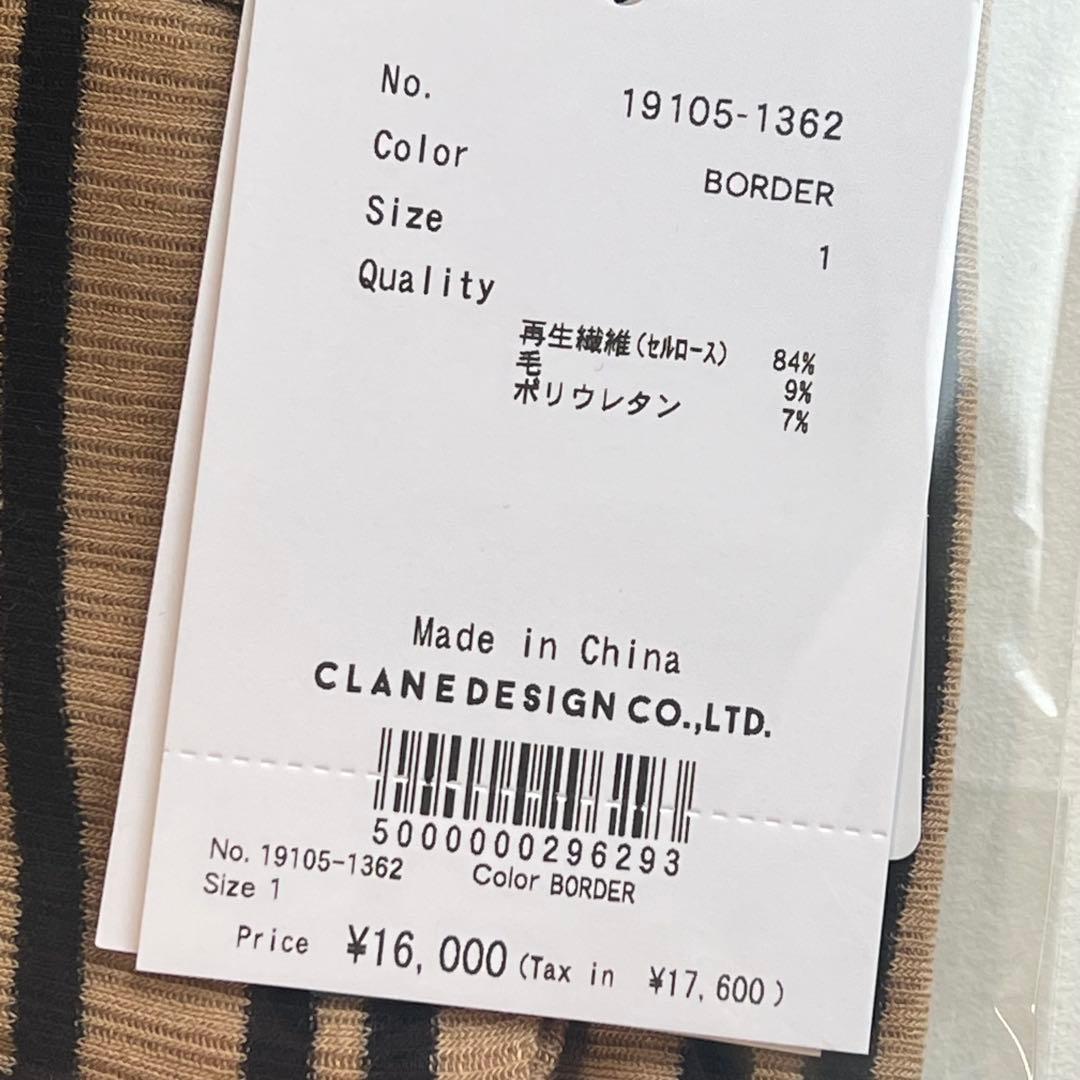 No. 19105-1362
Color BORDER
Size 1
Quality
再生繊維(セルロース) 84%
毛 9%
ポリウレタン 7%
Made in China
CLANE DESIGN CO.,LTD.
5000000296293
No. 19105-1362 Color BORDER
Size 1
Price ¥16,000(Tax in ¥17,600)